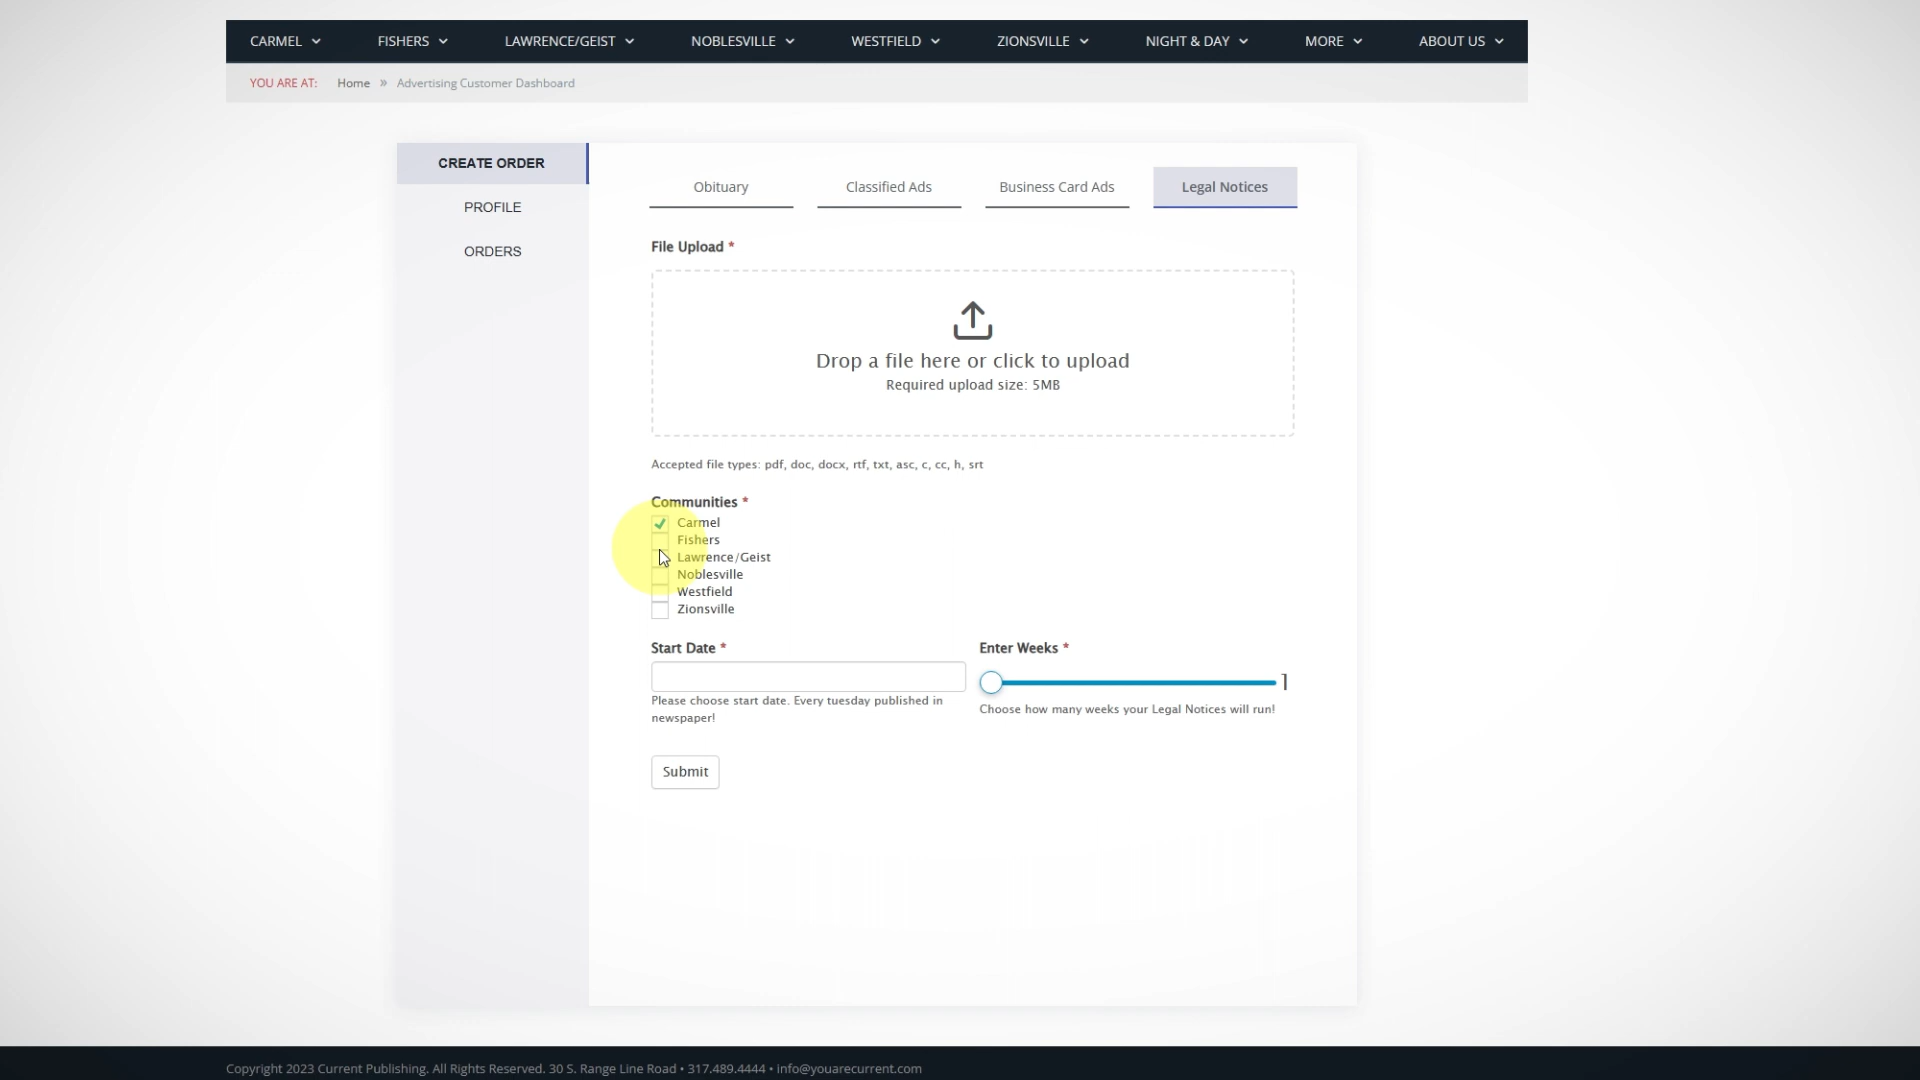 CARMEL FISHERS LAWRENCE/GEIST NOBLESVILLE WESTFIELD ZIONSVILLE NIGHT & DAY MORE ABOUT US
YOU ARE AT: Home » Advertising Customer Dashboard
CREATE ORDER
PROFILE
ORDERS
Obituary Classified Ads Business Card Ads Legal Notices
File Upload *
Drop a file here or click to upload
Required upload size: 5MB
Accepted file types: pdf, doc, docx, rtf, txt, asc, c, cc, h, srt
Communities *
Carmel
Fishers
Lawrence/Geist
Noblesville
Westfield
Zionsville
Start Date * Enter Weeks *
1
Please choose start date. Every tuesday published in
newspaper!
Choose how many weeks your Legal Notices will run!
Submit
Copyright 2023 Current Publishing. All Rights Reserved. 30 S. Range Line Road • 317.489.4444 • info@youarecurrent.com